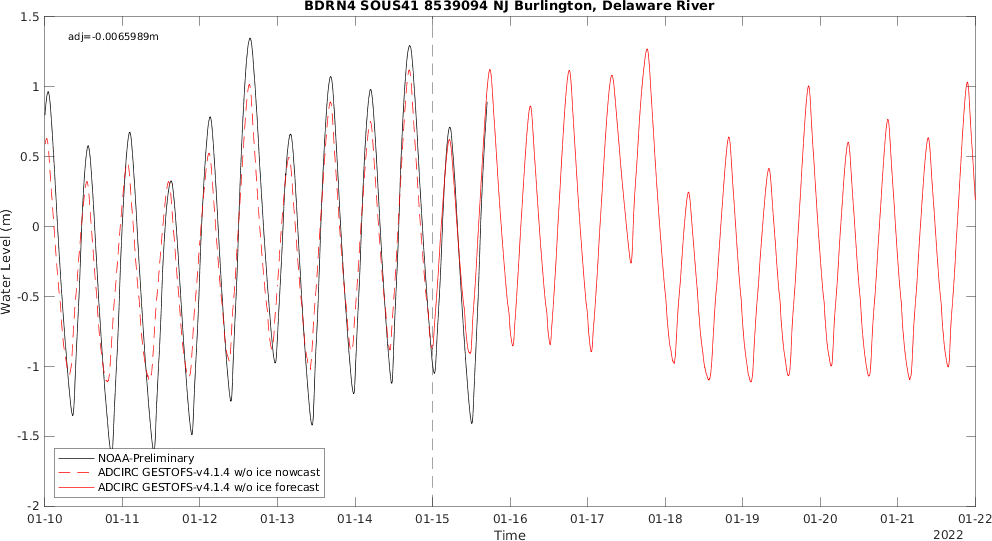 BDRN4 SOUS41 8539094 NJ Burlington, Delaware River
adj=-0.0065989m
1.5
1
0.5
0
-0.5
-1
-1.5
-2
Water Level (m)
NOAA-Preliminary
ADCIRC GESTOFS-v4.1.4 w/o ice nowcast
ADCIRC GESTOFS-v4.1.4 w/o ice forecast
01-10 01-11 01-12 01-13 01-14 01-15 01-16 01-17 01-18 01-19 01-20 01-21 01-22
Time
2022